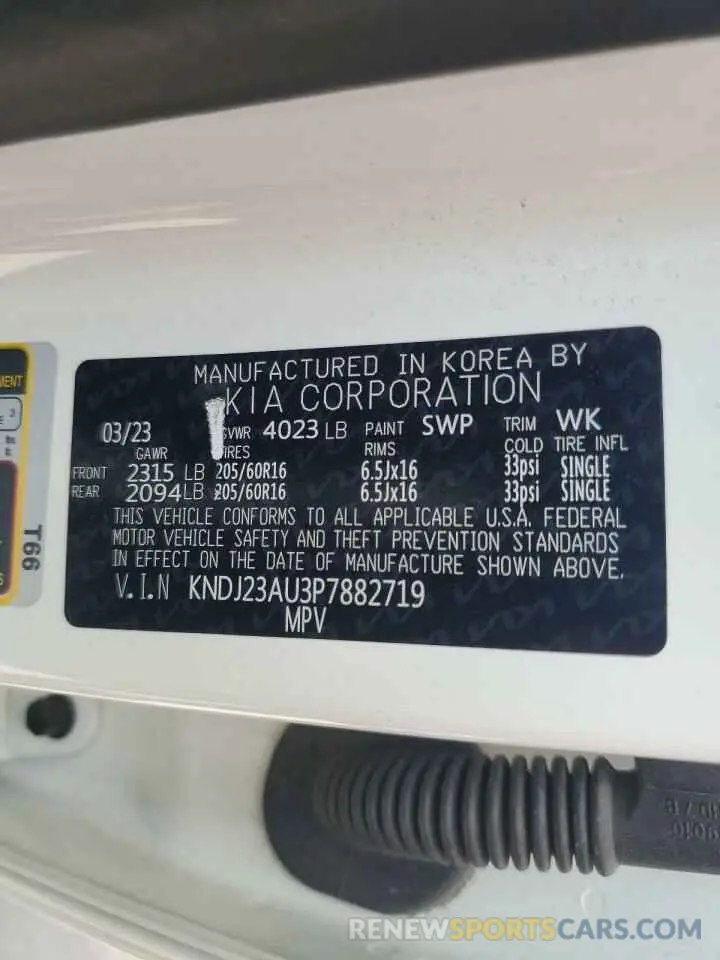 MANUFACTURED IN KOREA BY
KIA CORPORATION
03/23 GVWR 4023 LB PAINT SWP TRIM WK
GAWR RIMS COLD TIRE INFL
FRONT 2315 LB 205/60R16 6.5Jx16 33psi SINGLE
REAR 2094 LB 205/60R16 6.5Jx16 33psi SINGLE
THIS VEHICLE CONFORMS TO ALL APPLICABLE U.S.A. FEDERAL
MOTOR VEHICLE SAFETY AND THEFT PREVENTION STANDARDS
IN EFFECT ON THE DATE OF MANUFACTURE SHOWN ABOVE.
V.I.N KNDJ23AU3P7882719
MPV
T66
3
RENEWSPORTSCARS.COM